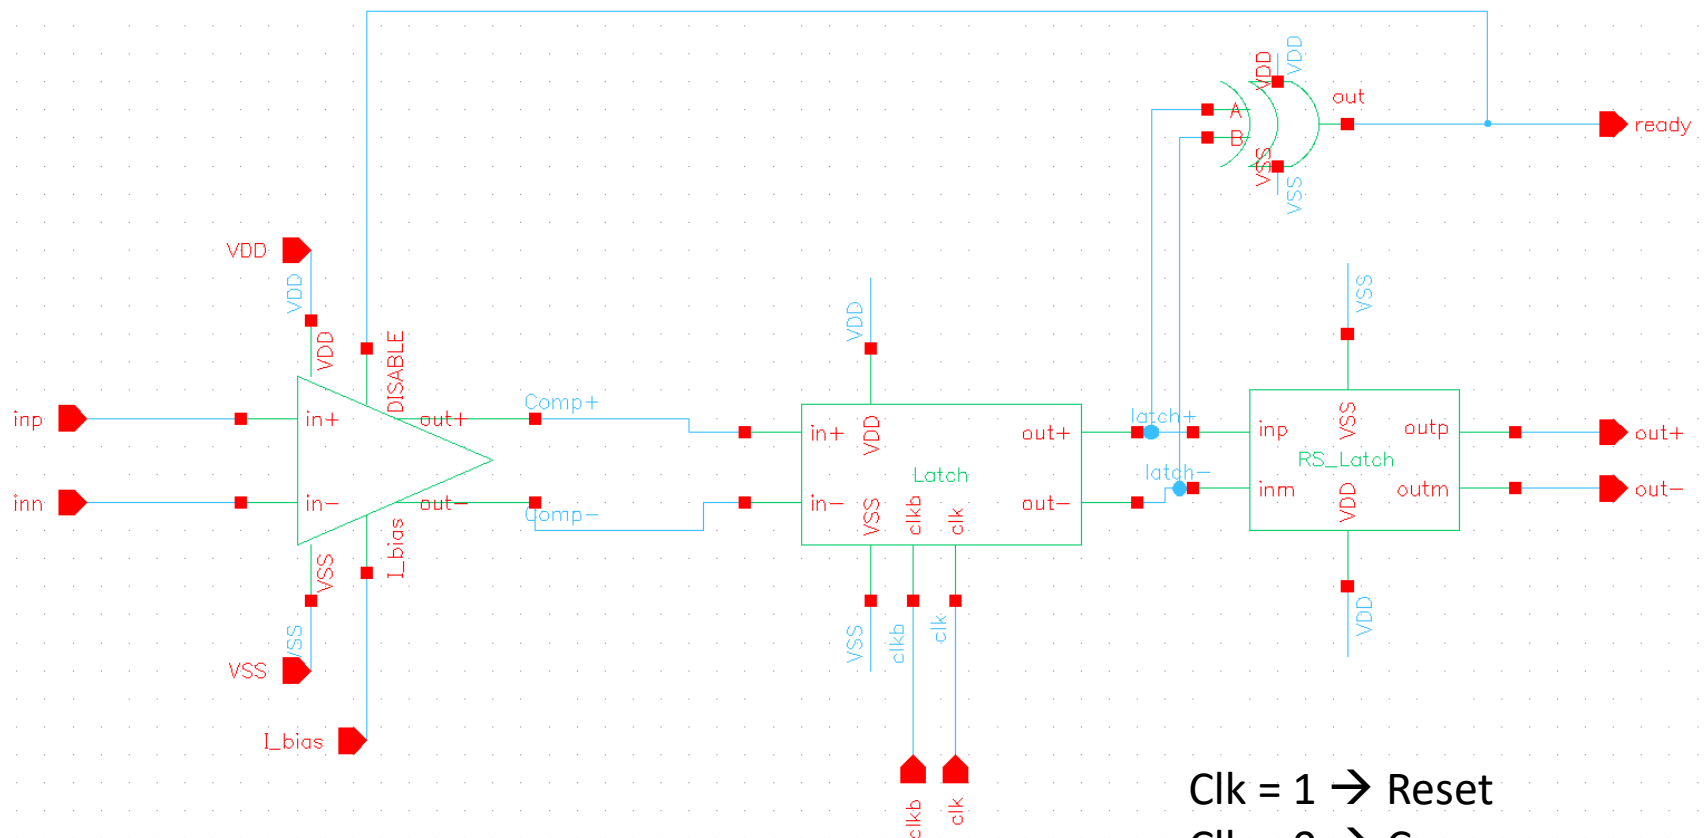 VDD
VDD
A
B
out
VSS
VSS
ready
VDD
VDD
VDD
DISABLE
inp
in+
out+
Comp+
inn
in-
out-
Comp-
VSS
VSS
VSS
I_bias
I_bias
VDD
VDD
in+
out+
Latch
in-
out-
VSS
clkb
clk
VSS
clkb
clk
clkb
clk
latch+
latch-
VSS
VSS
inp
outp
RS_Latch
inm
outm
VDD
VDD
out+
out-
Clk = 1 → Reset